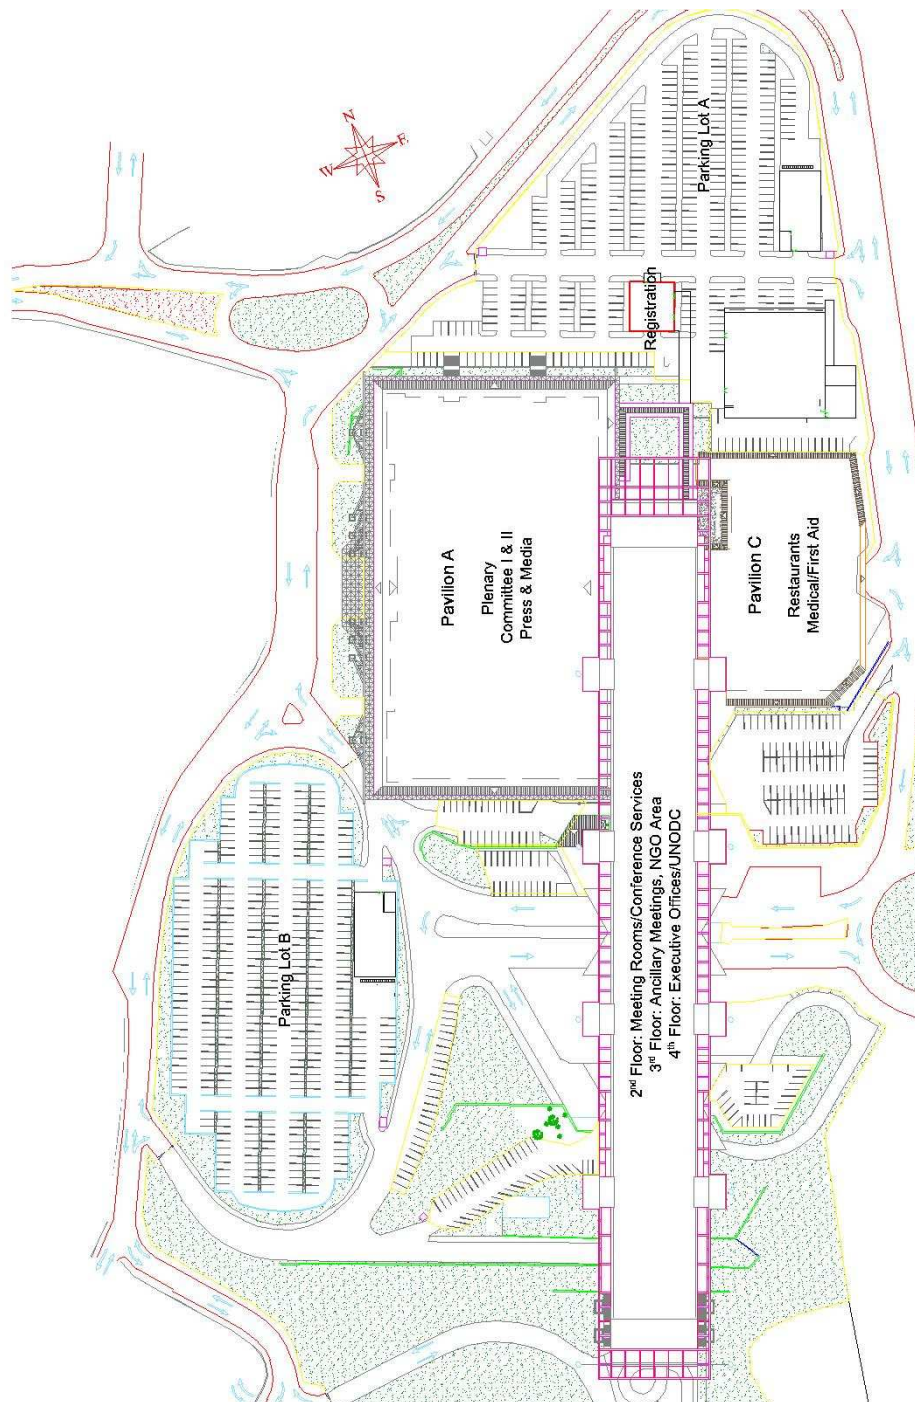 N
E
W
S
Parking Lot A
Registration
Pavilion A
Plenary
Committee I & II
Press & Media
Pavilion C
Restaurants
Medical/First Aid
2nd Floor: Meeting Rooms/Conference Services
3rd Floor: Ancillary Meetings, NGO Area
4th Floor: Executive Offices/UNODC
Parking Lot B